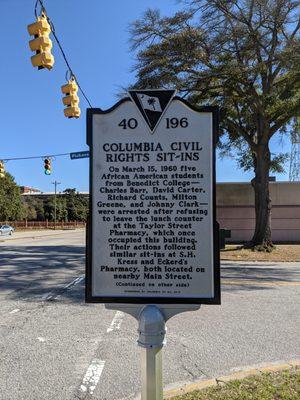 40 196
COLUMBIA CIVIL
RIGHTS SIT-INS
On March 15, 1960 five
African American students
from Benedict College—
Charles Barr, David Carter,
Richard Counts, Milton
Greene, and Johnny Clark—
were arrested after refusing
to leave the lunch counter
at the Taylor Street
Pharmacy, which once
occupied this building.
Their actions followed
similar sit-ins at S.H.
Kress and Eckerd's
Pharmacy, both located on
nearby Main Street.
(Continued on other side)